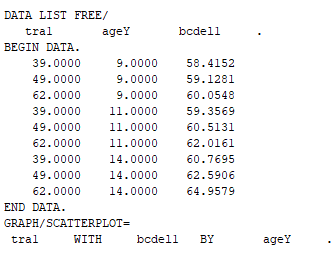 DATA LIST FREE/
tral ageY bcdell .
BEGIN DATA.
39.0000 9.0000 58.4152
49.0000 9.0000 59.1281
62.0000 9.0000 60.0548
39.0000 11.0000 59.3569
49.0000 11.0000 60.5131
62.0000 11.0000 62.0161
39.0000 14.0000 60.7695
49.0000 14.0000 62.5906
62.0000 14.0000 64.9579
END DATA.
GRAPH/SCATTERPLOT=
tral WITH bcdell BY ageY .